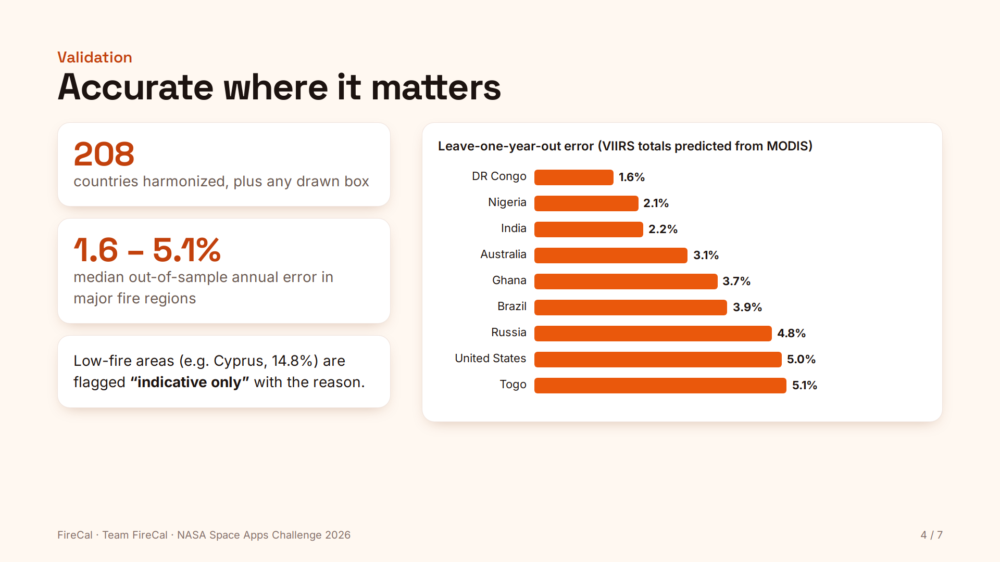 Validation
Accurate where it matters
208
countries harmonized, plus any drawn box
1.6 – 5.1%
median out-of-sample annual error in
major fire regions
Low-fire areas (e.g. Cyprus, 14.8%) are
flagged “indicative only” with the reason.
Leave-one-year-out error (VIIRS totals predicted from MODIS)
DR Congo 1.6%
Nigeria 2.1%
India 2.2%
Australia 3.1%
Ghana 3.7%
Brazil 3.9%
Russia 4.8%
United States 5.0%
Togo 5.1%
FireCal · Team FireCal · NASA Space Apps Challenge 2026
4 / 7